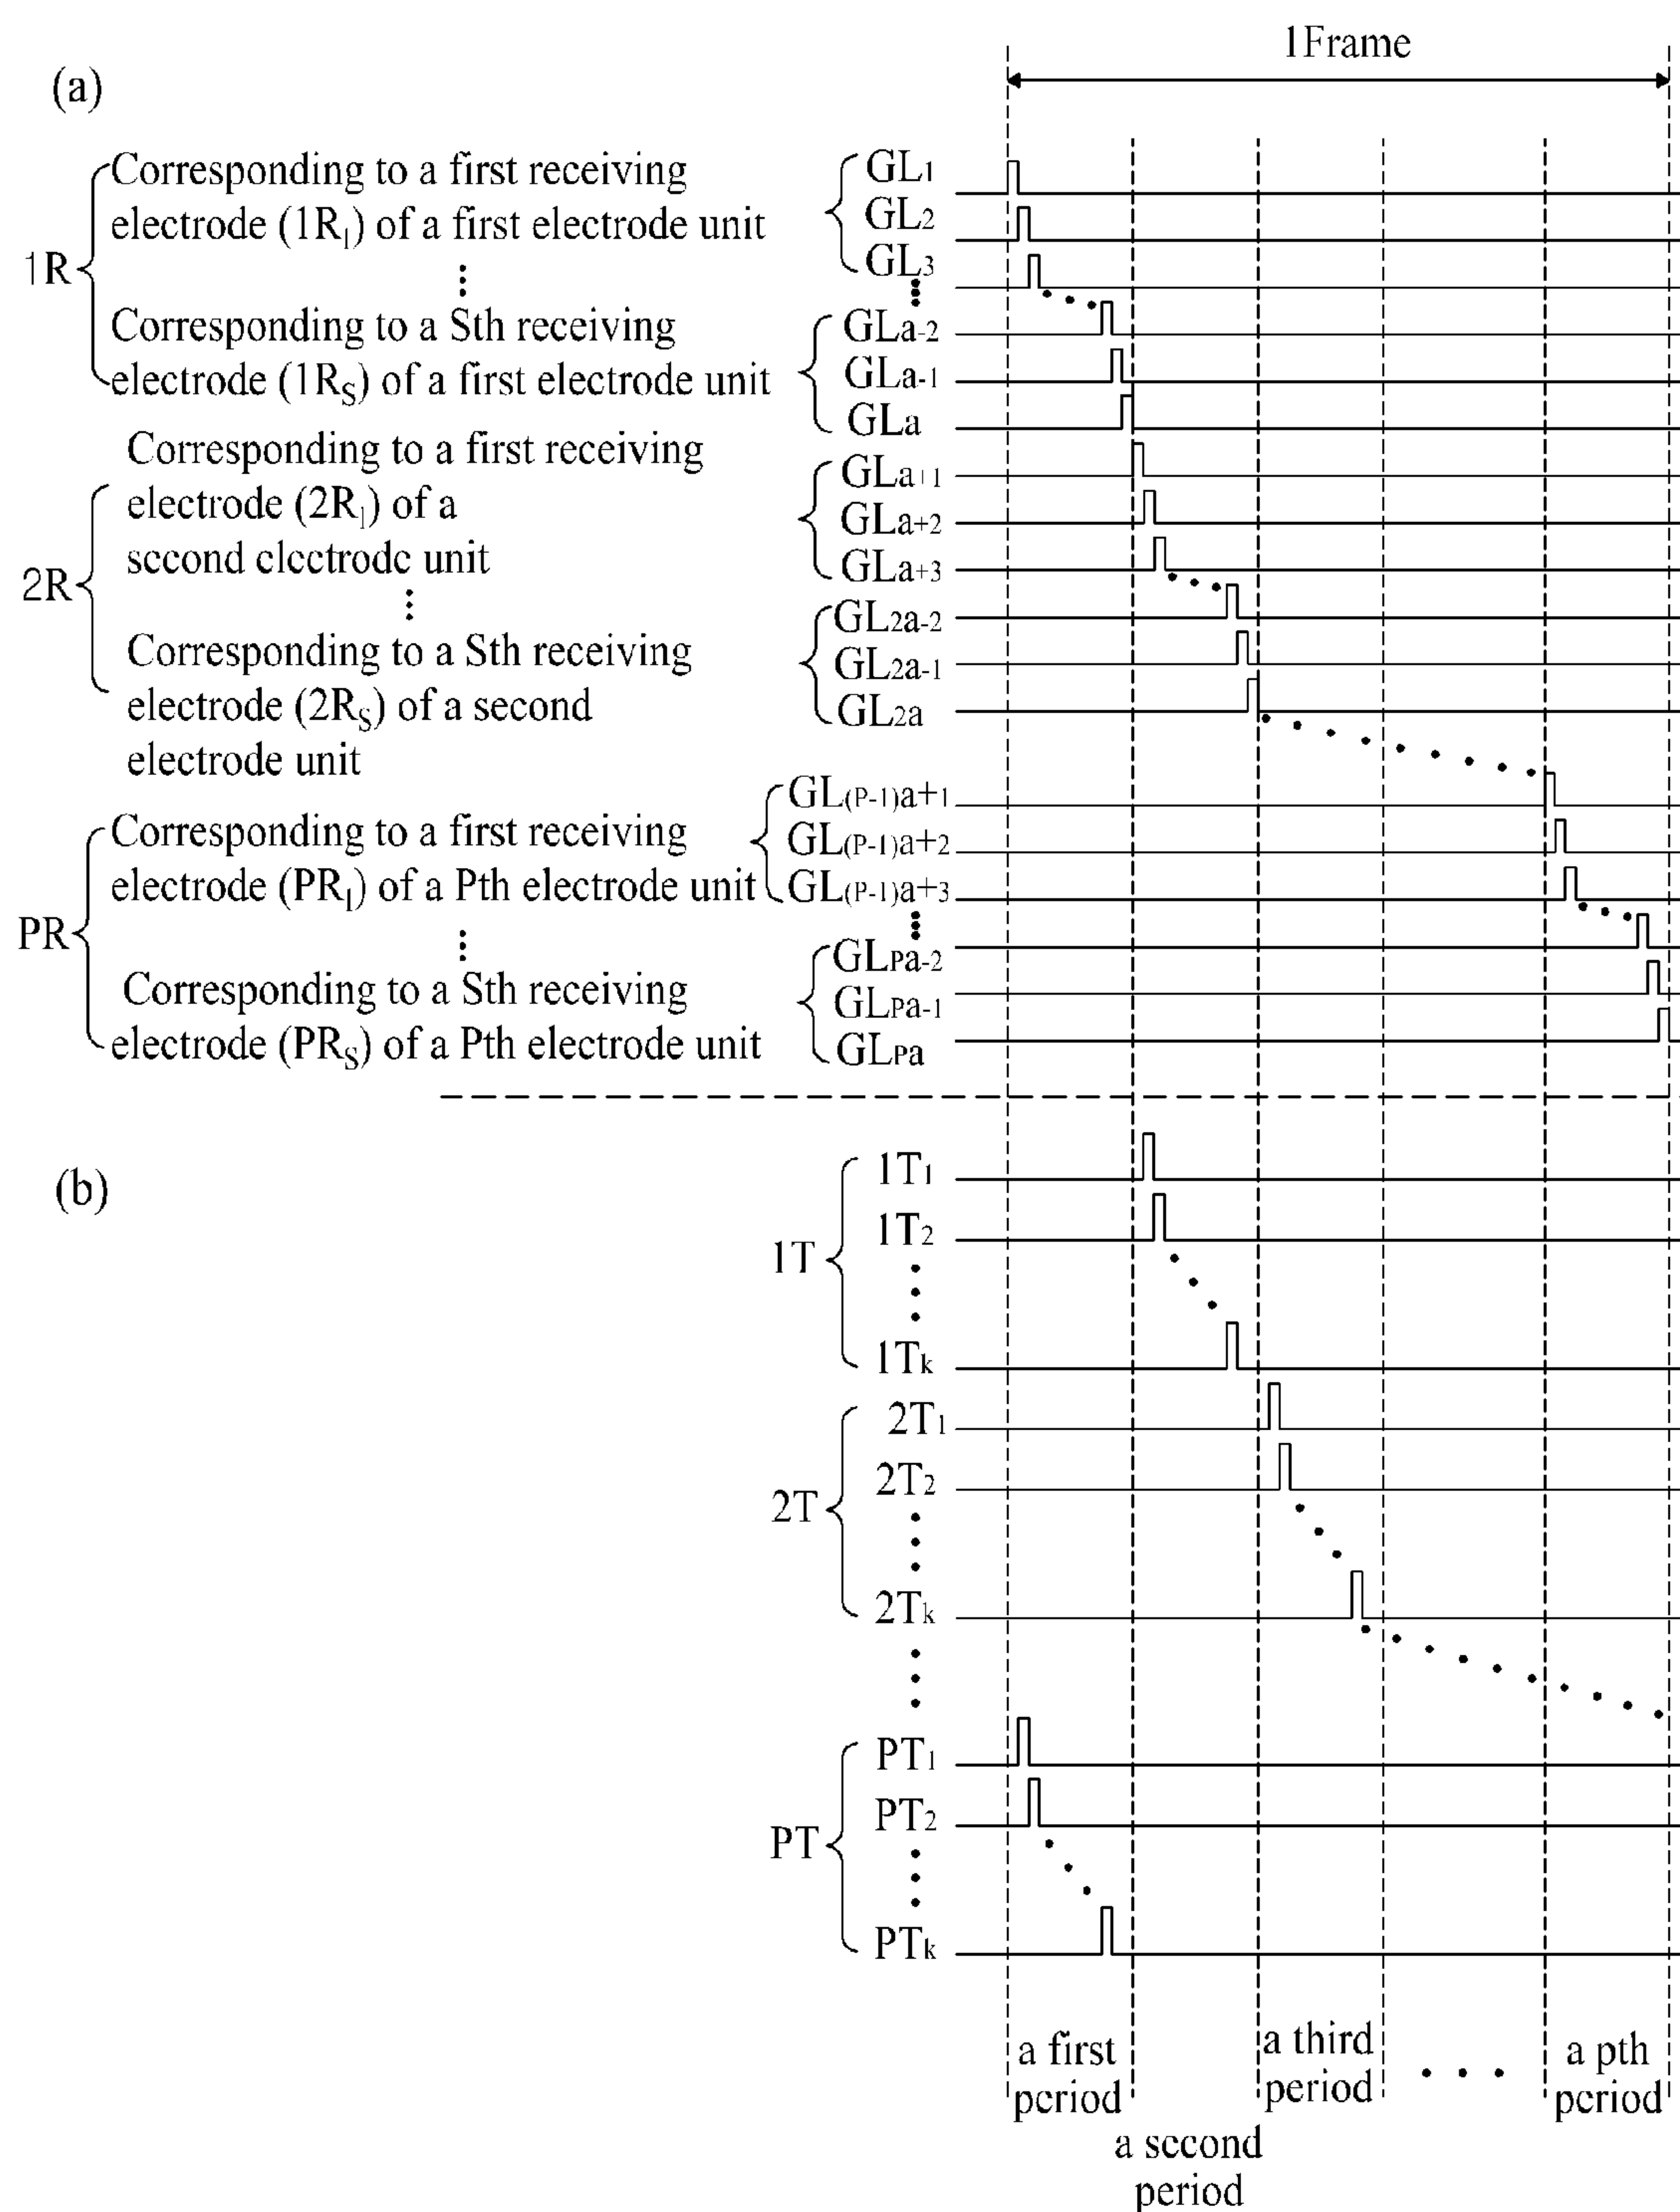 1Frame
(a)
1R
Corresponding to a first receiving
electrode (1R1) of a first electrode unit
Corresponding to a Sth receiving
electrode (1RS) of a first electrode unit
GL1
GL2
GL3
GLa-2
GLa-1
GLa
2R
Corresponding to a first receiving
electrode (2R1) of a
second electrode unit
Corresponding to a Sth receiving
electrode (2RS) of a second
electrode unit
GLa+1
GLa+2
GLa+3
GL2a-2
GL2a-1
GL2a
PR
Corresponding to a first receiving
electrode (PR1) of a Pth electrode unit
Corresponding to a Sth receiving
electrode (PRS) of a Pth electrode unit
GL(P-1)a+1
GL(P-1)a+2
GL(P-1)a+3
GLPa-2
GLPa-1
GLPa
(b)
1T
1T1
1T2
1Tk
2T
2T1
2T2
2Tk
PT
PT1
PT2
PTk
a first
period
a second
period
a third
period
a pth
period